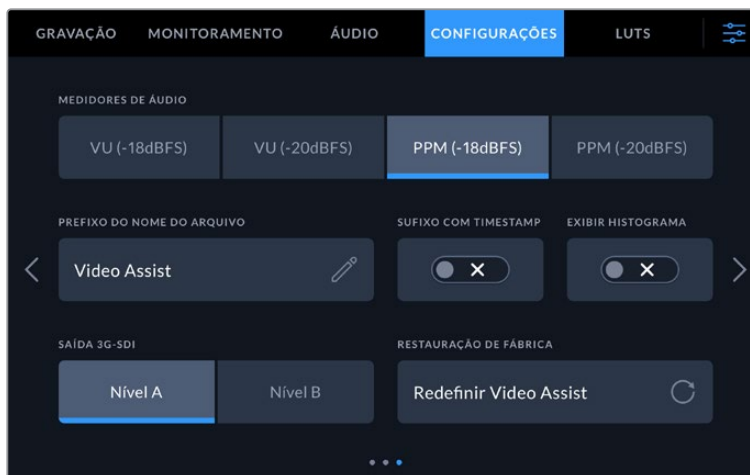 GRAVAÇÃO MONITORAMENTO ÁUDIO CONFIGURAÇÕES LUTS
MEDIDORES DE ÁUDIO
VU (-18dBFS) VU (-20dBFS) PPM (-18dBFS) PPM (-20dBFS)
PREFIXO DO NOME DO ARQUIVO SUFIXO COM TIMESTAMP EXIBIR HISTOGRAMA
Video Assist
SAÍDA 3G-SDI RESTAURAÇÃO DE FÁBRICA
Nível A Nível B Redefinir Video Assist